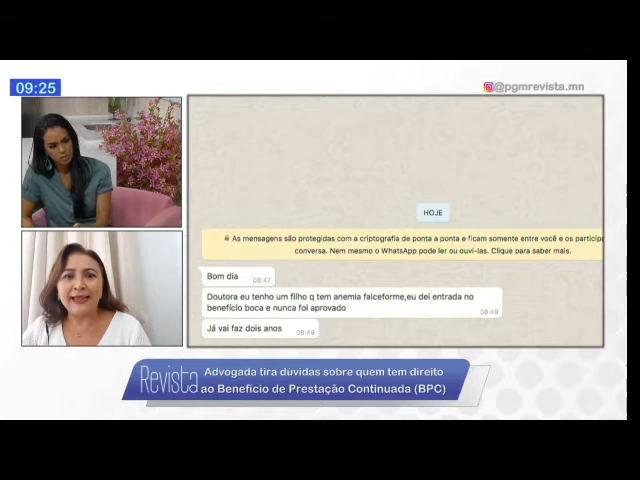 09:25
@pgmrevista.mn
HOJE
As mensagens são protegidas com a criptografia de ponta a ponta e ficam somente entre você e os particip
conversa. Nem mesmo o WhatsApp pode ler ou ouvi-las. Clique para saber mais.
Bom dia
08:47
Doutora eu tenho um filho q tem anemia falceforme,eu dei entrada no
benefício boca e nunca foi aprovado
08:49
Já vai faz dois anos
08:49
Revista
Advogada tira dúvidas sobre quem tem direito
ao Benefício de Prestação Continuada (BPC)